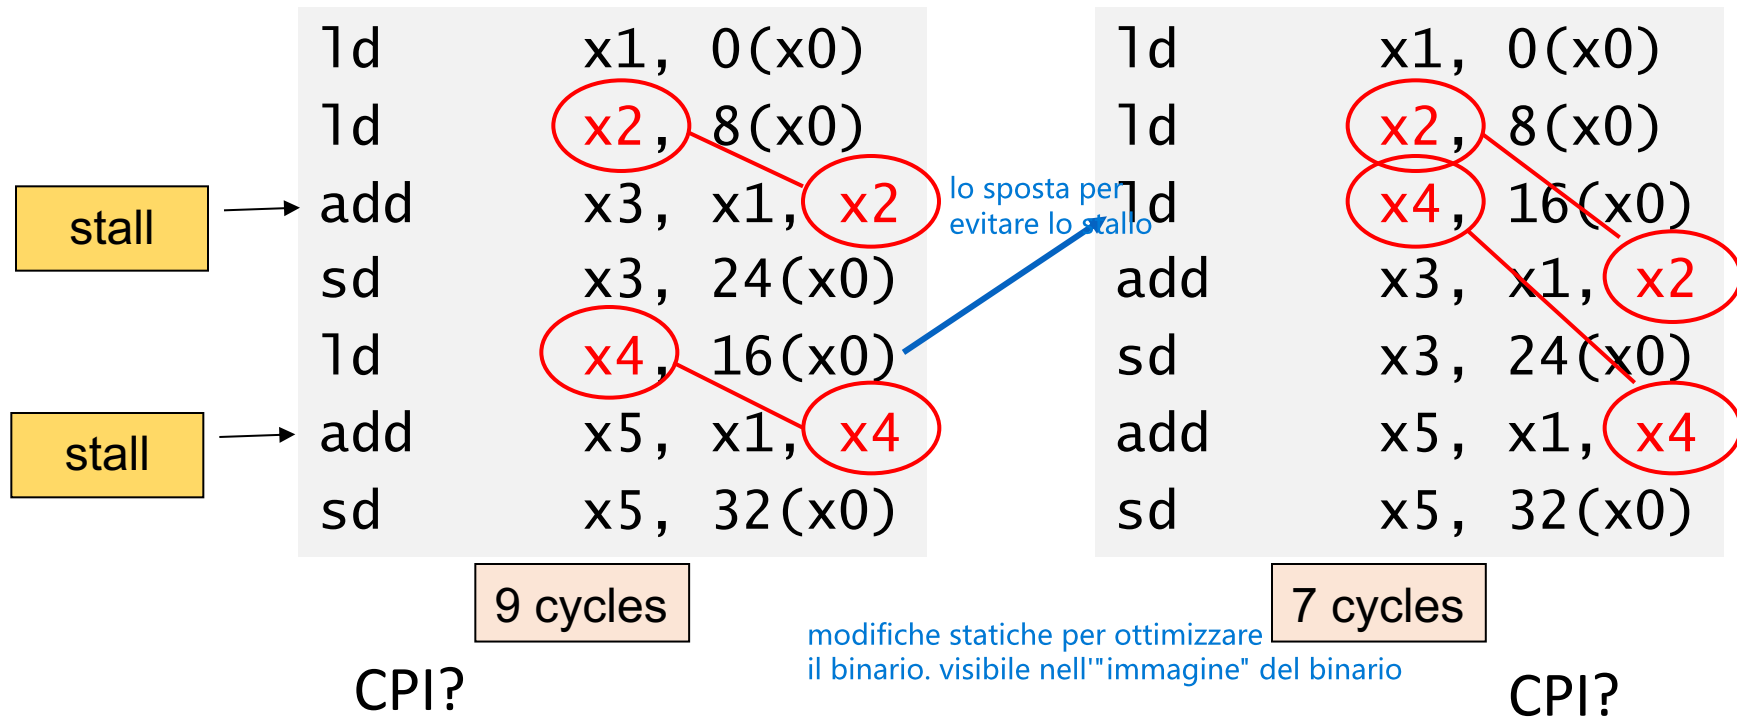 ld x1, 0(x0)
ld x2, 8(x0)
add x3, x1, x2
sd x3, 24(x0)
ld x4, 16(x0)
add x5, x1, x4
sd x5, 32(x0)
stall
stall
9 cycles
CPI?
lo sposta per
evitare lo stallo
ld x1, 0(x0)
ld x2, 8(x0)
ld x4, 16(x0)
add x3, x1, x2
sd x3, 24(x0)
add x5, x1, x4
sd x5, 32(x0)
7 cycles
modifiche statiche per ottimizzare
il binario. visibile nell'"immagine" del binario
CPI?